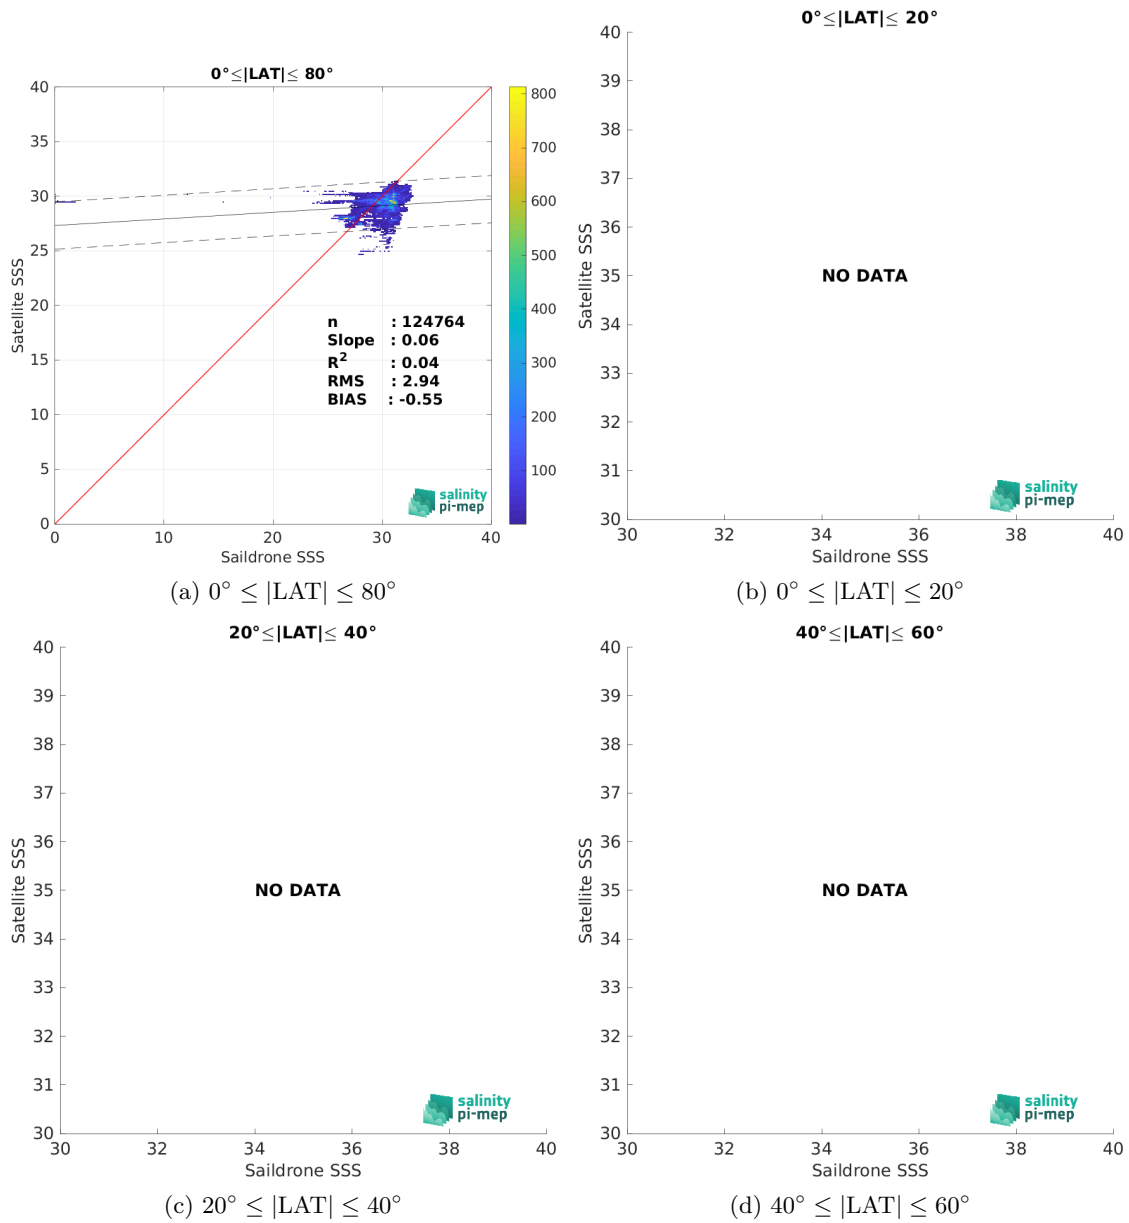 0°≤|LAT|≤ 80°
40
35
30
25
20
15
10
5
0
Satellite SSS
0
10
20
30
40
Saildrone SSS
n : 124764
Slope : 0.06
R2 : 0.04
RMS : 2.94
BIAS : -0.55
salinity
pi-mep
800
700
600
500
400
300
200
100
(a) 0° ≤ |LAT| ≤ 80°
0°≤|LAT|≤ 20°
40
39
38
37
36
35
34
33
32
31
30
Satellite SSS
NO DATA
salinity
pi-mep
30
32
34
36
38
40
Saildrone SSS
(b) 0° ≤ |LAT| ≤ 20°
20°≤|LAT|≤ 40°
40
39
38
37
36
35
34
33
32
31
30
Satellite SSS
NO DATA
salinity
pi-mep
30
32
34
36
38
40
Saildrone SSS
(c) 20° ≤ |LAT| ≤ 40°
40°≤|LAT|≤ 60°
40
39
38
37
36
35
34
33
32
31
30
Satellite SSS
NO DATA
salinity
pi-mep
30
32
34
36
38
40
Saildrone SSS
(d) 40° ≤ |LAT| ≤ 60°